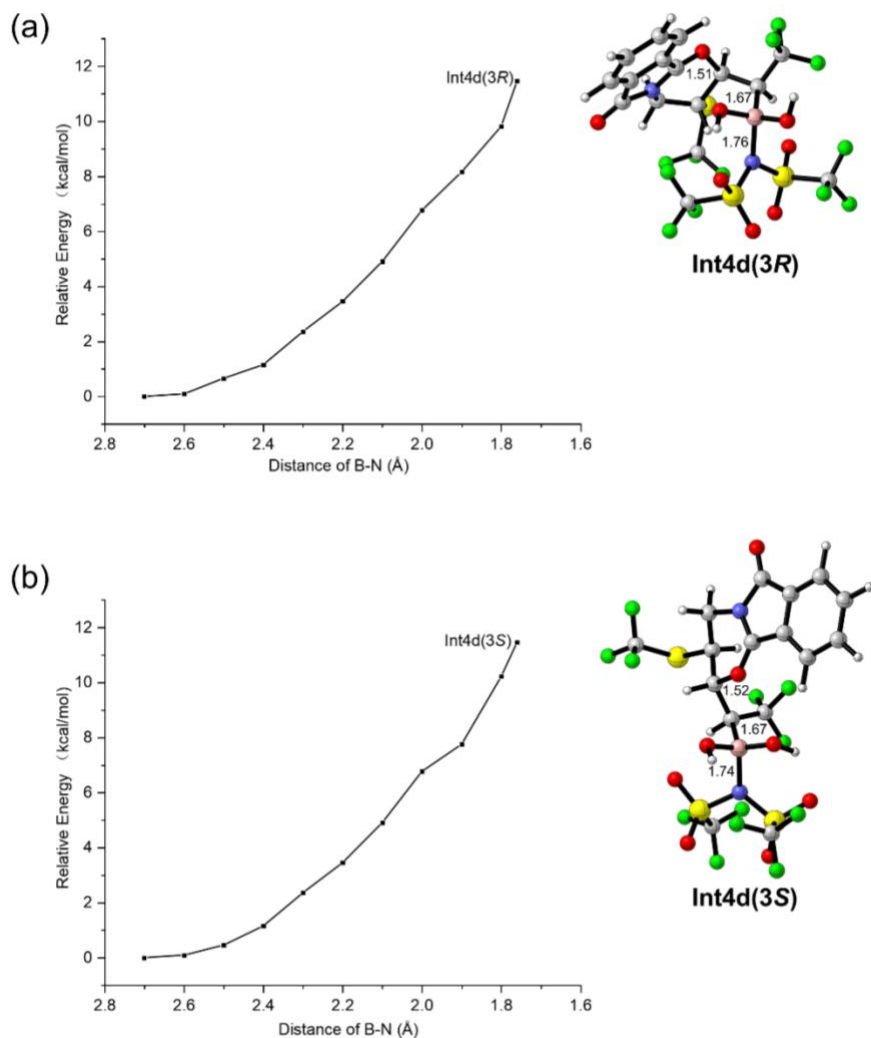 (a)
12
10
8
6
4
2
0
Relative Energy（kcal/mol)
Int4d(3R)
2.8 2.6 2.4 2.2 2.0 1.8 1.6
Distance of B-N (Å)
1.51
1.67
1.76
Int4d(3R)
(b)
12
10
8
6
4
2
0
Relative Energy（kcal/mol)
Int4d(3S)
2.8 2.6 2.4 2.2 2.0 1.8 1.6
Distance of B-N (Å)
1.52
1.67
1.74
Int4d(3S)